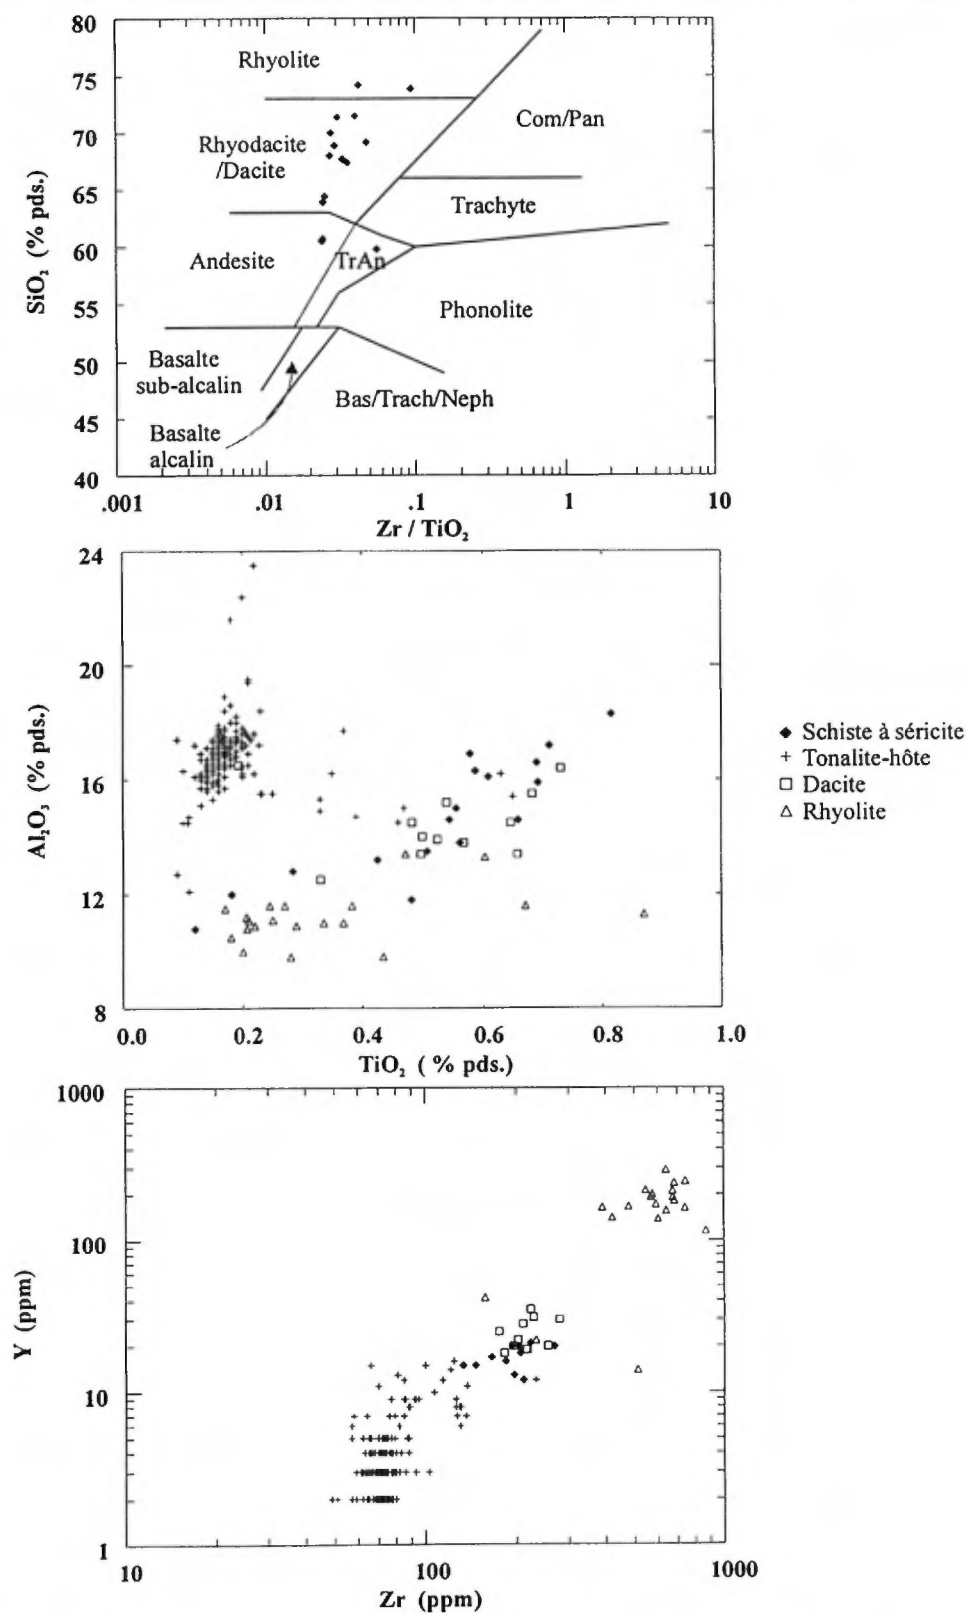 80
75
70
65
60
55
50
45
40
SiO₂ (% pds.)
Rhyolite
Com/Pan
Rhyodacite
/Dacite
Trachyte
Andesite
TrAn
Phonolite
Basalte
sub-alcalin
Bas/Trach/Neph
Basalte
alcalin
.001
.01
.1
1
10
Zr / TiO₂
24
20
16
12
8
Al₂O₃ (% pds.)
0.0
0.2
0.4
0.6
0.8
1.0
TiO₂ ( % pds.)
Schiste à séricite
Tonalite-hôte
Dacite
Rhyolite
1000
100
10
1
Y (ppm)
10
100
1000
Zr (ppm)